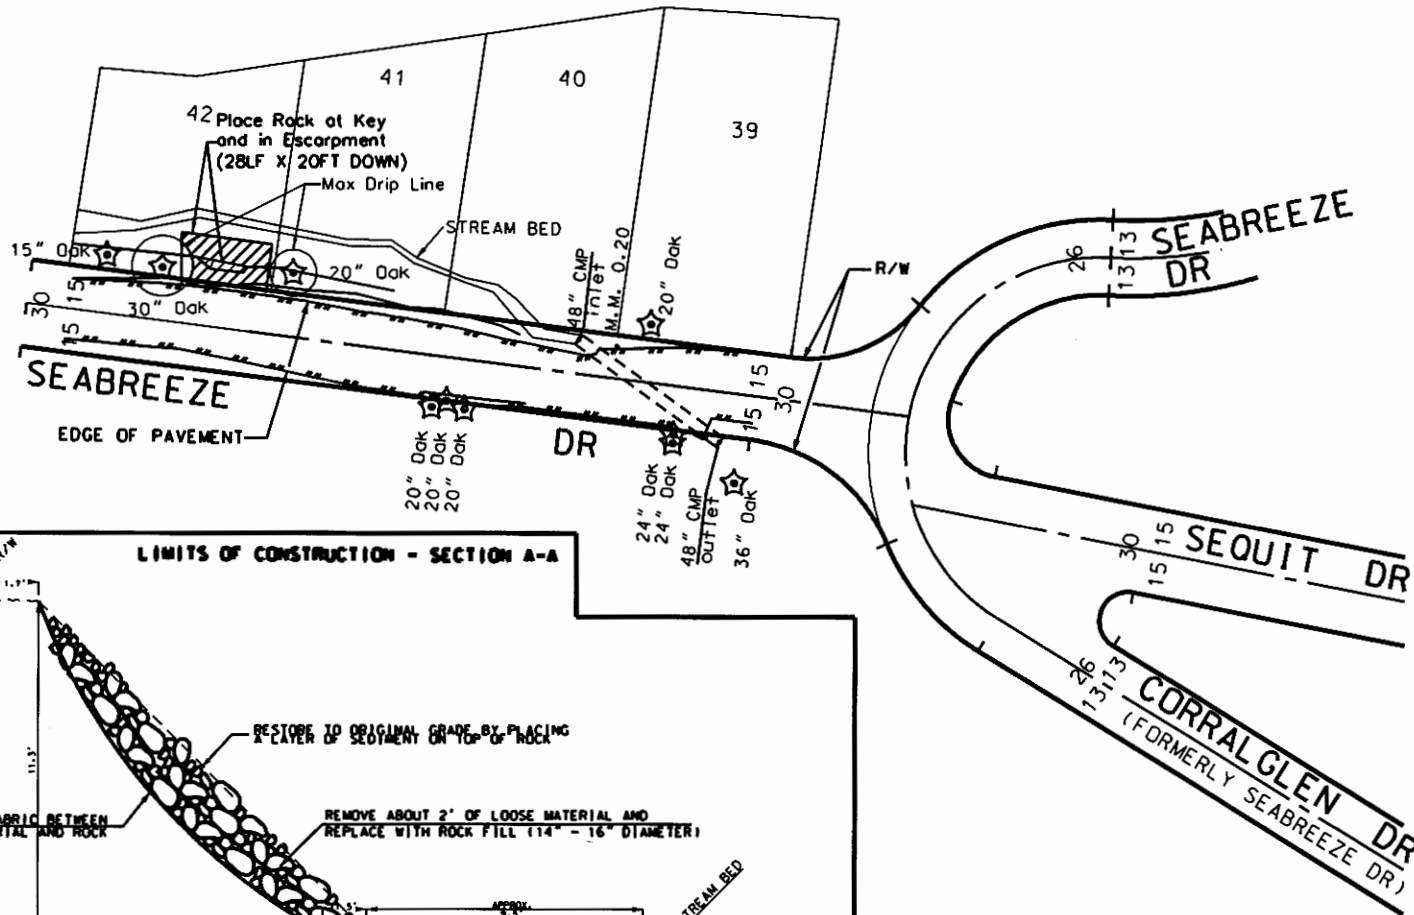 41
40
42
39
Place Rock at Key
and in Escarpment
(28LF X 20FT DOWN)
Max Drip Line
STREAM BED
15" Oak
20" Oak
30" Oak
30
15
15
48" CMP
inlet
M.M. 0.20
20" Oak
R/W
26
13
13
SEABREEZE
DR
SEABREEZE
DR
EDGE OF PAVEMENT
20" Oak
20" Oak
20" Oak
24" Oak
24" Oak
48" CMP
outlet
36" Oak
15
30
15
30
15
15
SEQUIT DR
26
13
13
CORRALGLEN DR
(FORMERLY SEABREEZE DR)
LIMITS OF CONSTRUCTION - SECTION A-A
11.3'
RESTORE TO ORIGINAL GRADE BY PLACING
A LAYER OF SEDIMENT ON TOP OF ROCK
BETWEEN
AND ROCK
REMOVE ABOUT 2' OF LOOSE MATERIAL AND
REPLACE WITH ROCK FILL (14" - 16" DIAMETER)
APPROX.
BED